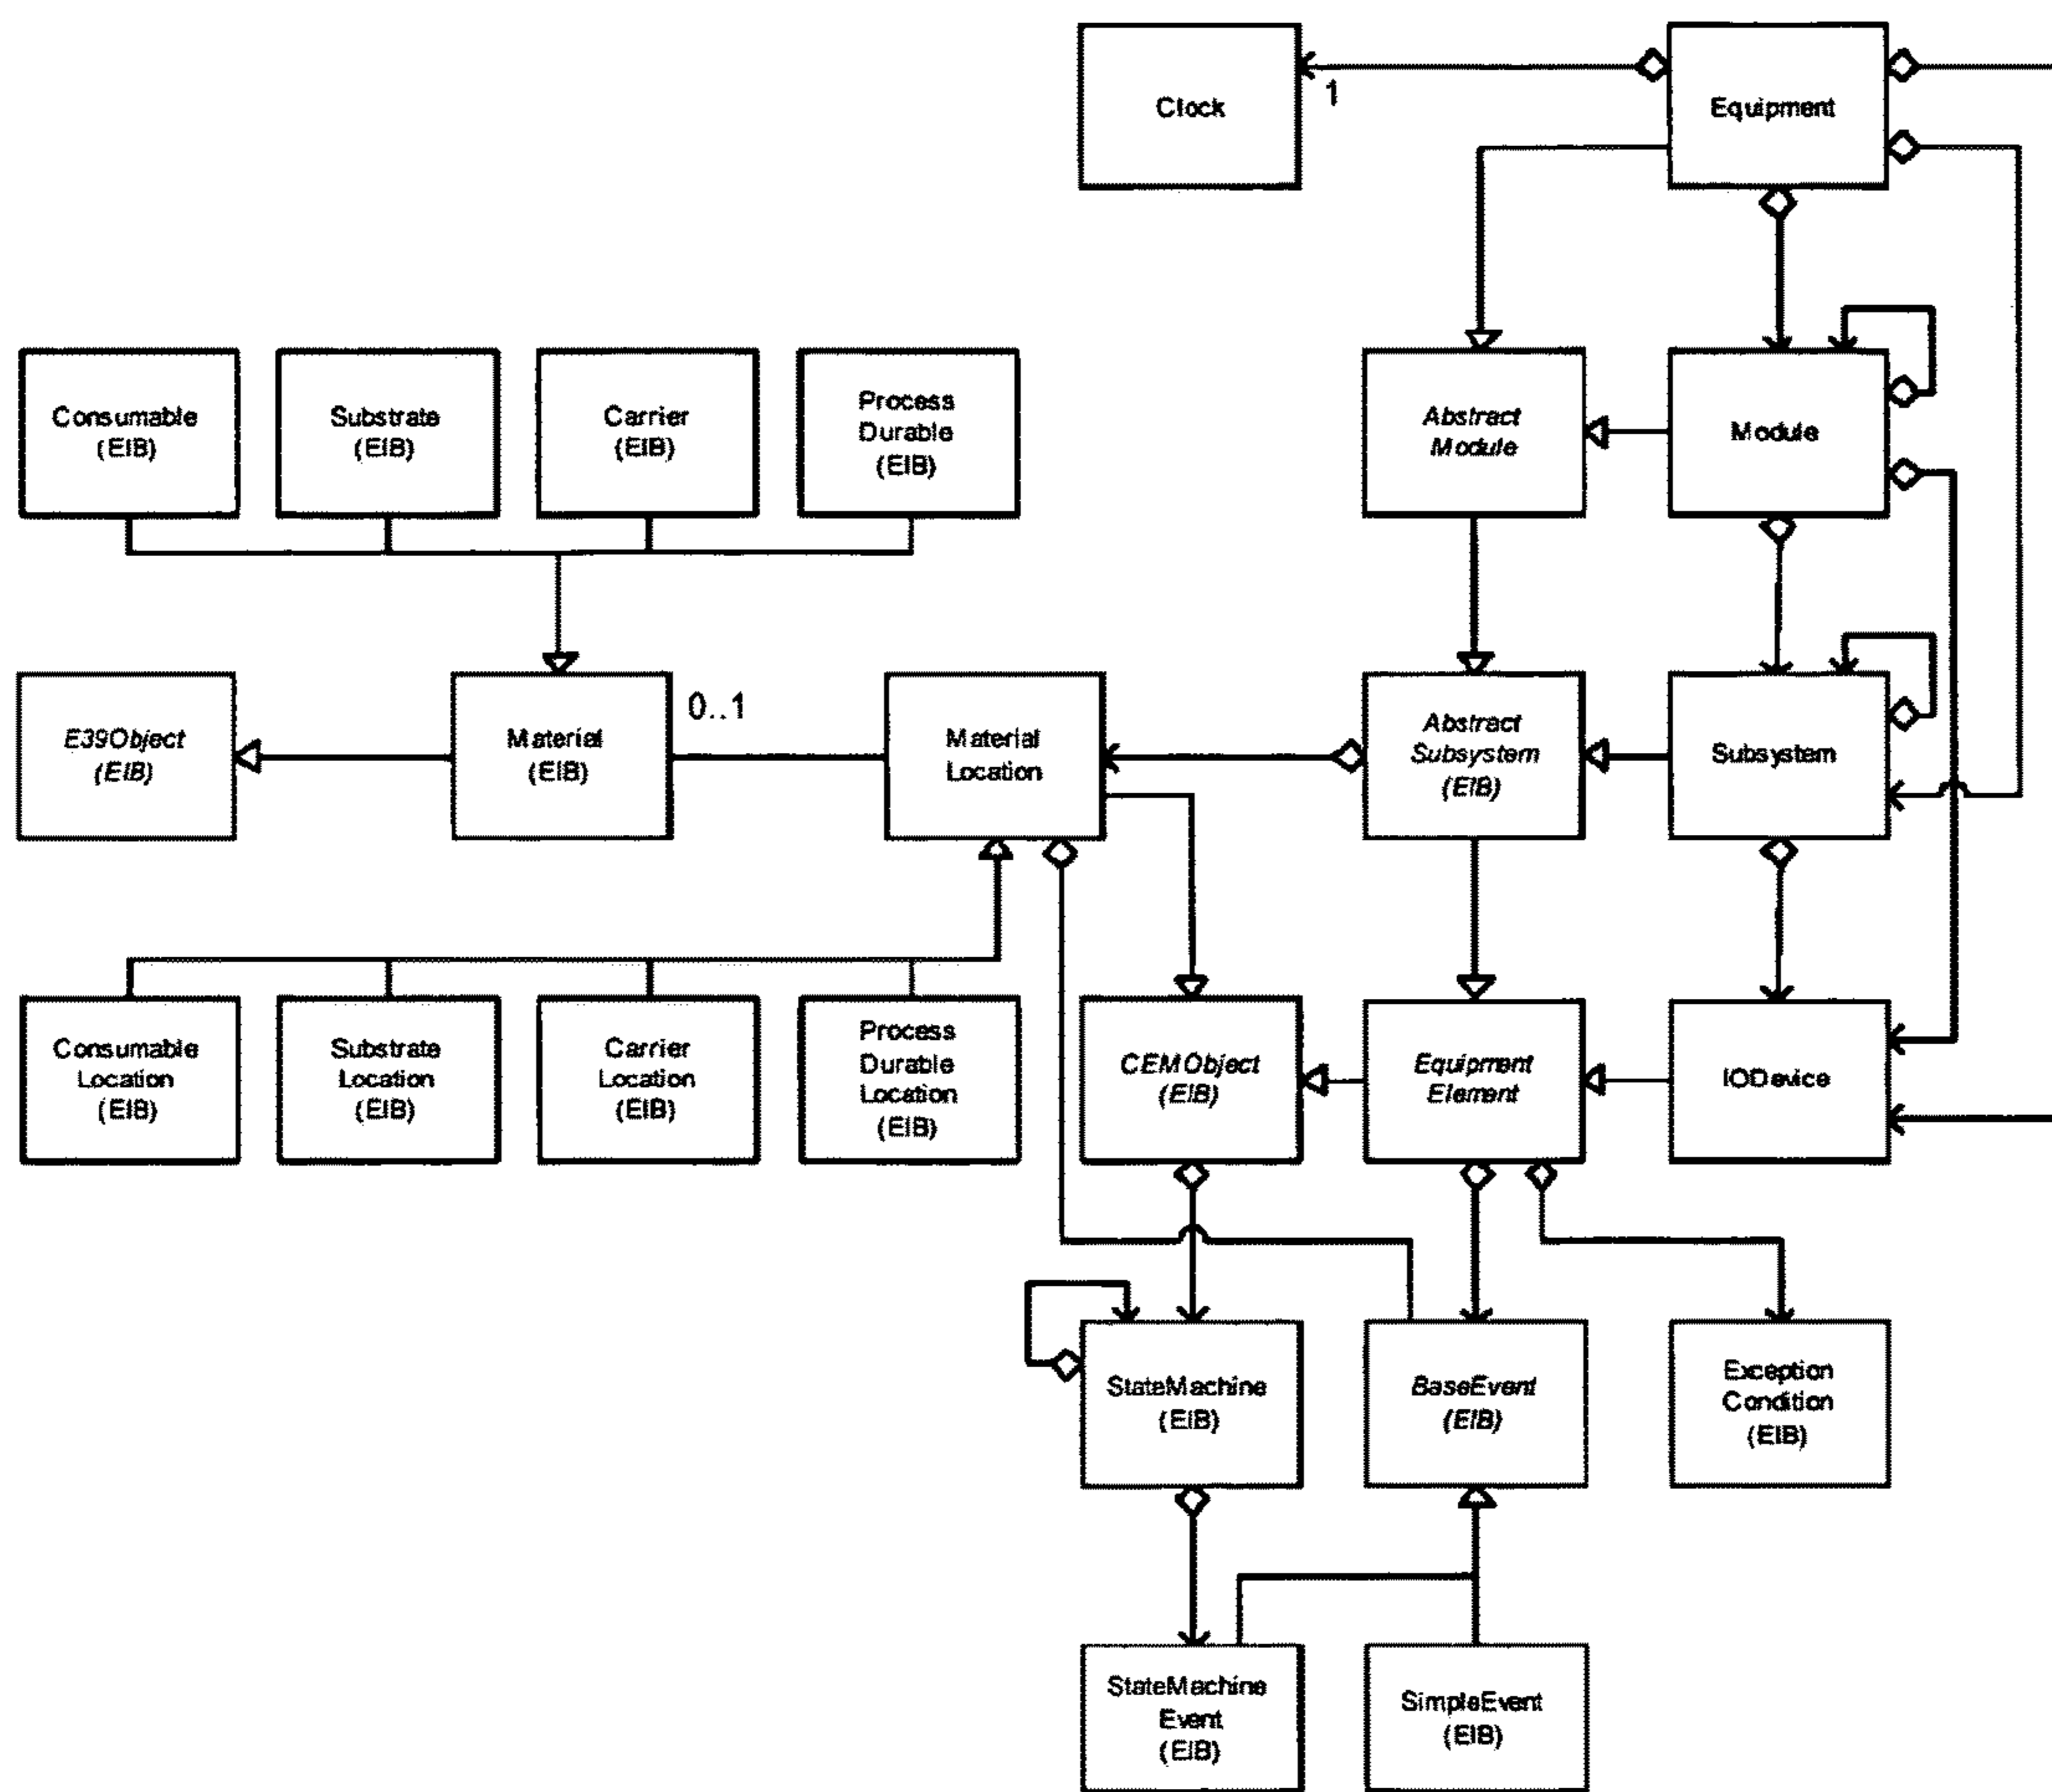 Clock
1
Equipment
Consumable
(EIB)
Substrate
(EIB)
Carrier
(EIB)
Process
Durable
(EIB)
Abstract
Module
Module
E39Object
(EIB)
Material
(EIB)
0..1
Material
Location
Abstract
Subsystem
(EIB)
Subsystem
Consumable
Location
(EIB)
Substrate
Location
(EIB)
Carrier
Location
(EIB)
Process
Durable
Location
(EIB)
CEMObject
(EIB)
Equipment
Element
IODevice
StateMachine
(EIB)
BaseEvent
(EIB)
Exception
Condition
(EIB)
StateMachine
Event
(EIB)
SimpleEvent
(EIB)